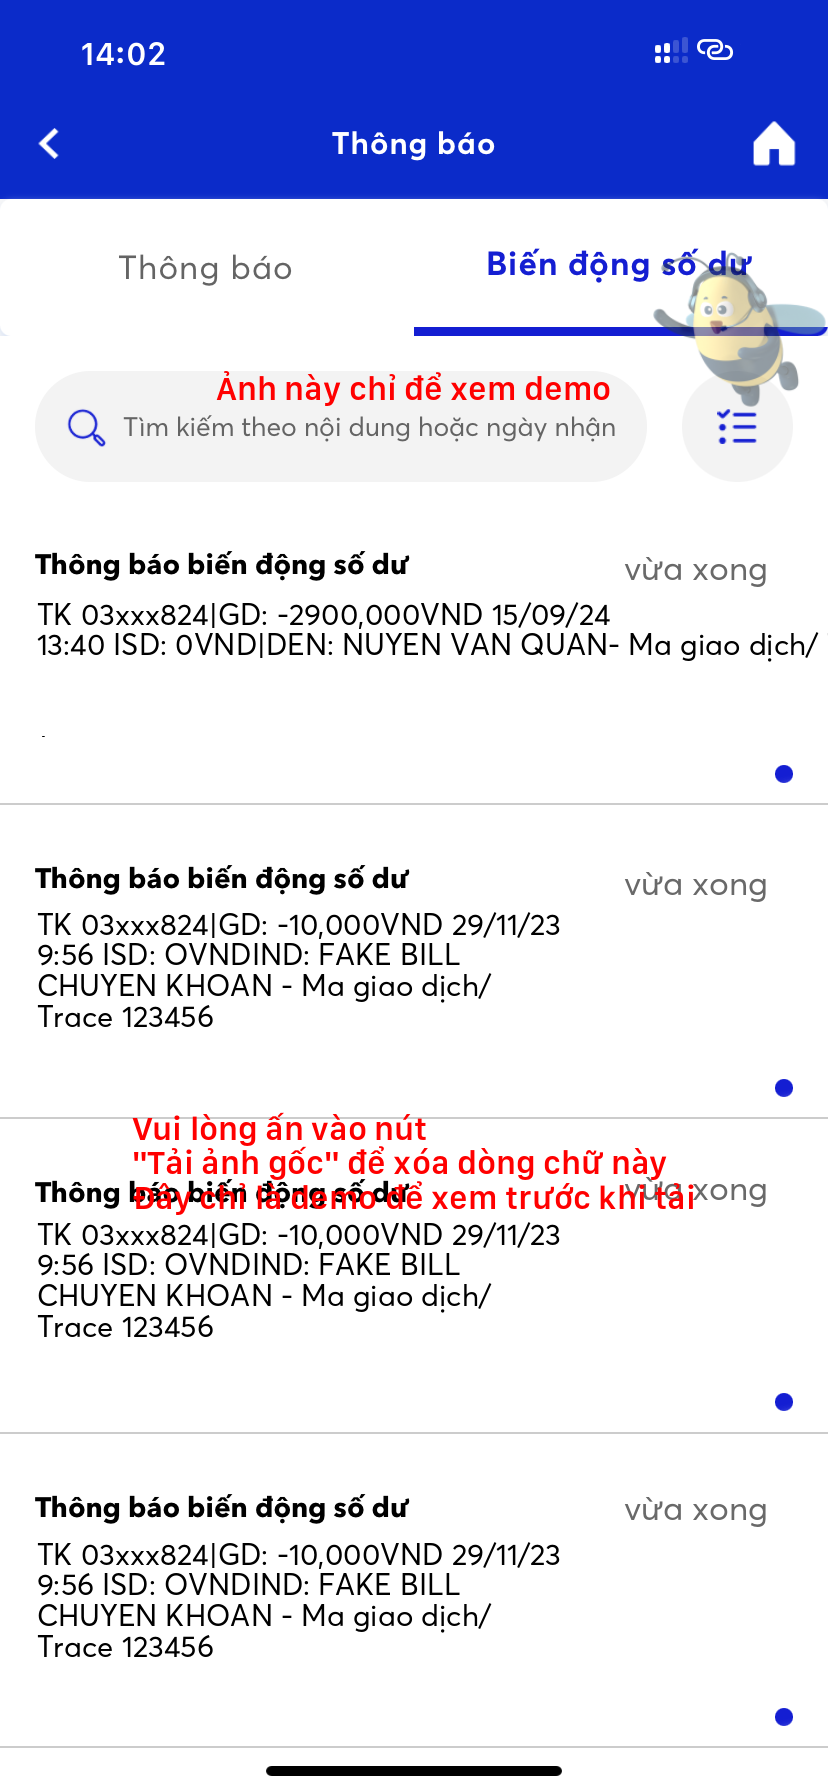 14:02
Thông báo
Thông báo
Biến động số dư
Ảnh này chỉ để xem demo
Tìm kiếm theo nội dung hoặc ngày nhận
Thông báo biến động số dư
vừa xong
TK 03xxx824|GD: -2900,000VND 15/09/24
13:40 ISD: 0VND|DEN: NUYEN VAN QUAN- Ma giao dịch/
Thông báo biến động số dư
vừa xong
TK 03xxx824|GD: -10,000VND 29/11/23
9:56 ISD: OVNDIND: FAKE BILL
CHUYEN KHOAN - Ma giao dịch/
Trace 123456
Vui lòng ấn vào nút
"Tải ảnh gốc" để xóa dòng chữ này
Đây chỉ là demo để xem trước khi tải
Thông báo biến động số dư
vừa xong
TK 03xxx824|GD: -10,000VND 29/11/23
9:56 ISD: OVNDIND: FAKE BILL
CHUYEN KHOAN - Ma giao dịch/
Trace 123456
Thông báo biến động số dư
vừa xong
TK 03xxx824|GD: -10,000VND 29/11/23
9:56 ISD: OVNDIND: FAKE BILL
CHUYEN KHOAN - Ma giao dịch/
Trace 123456